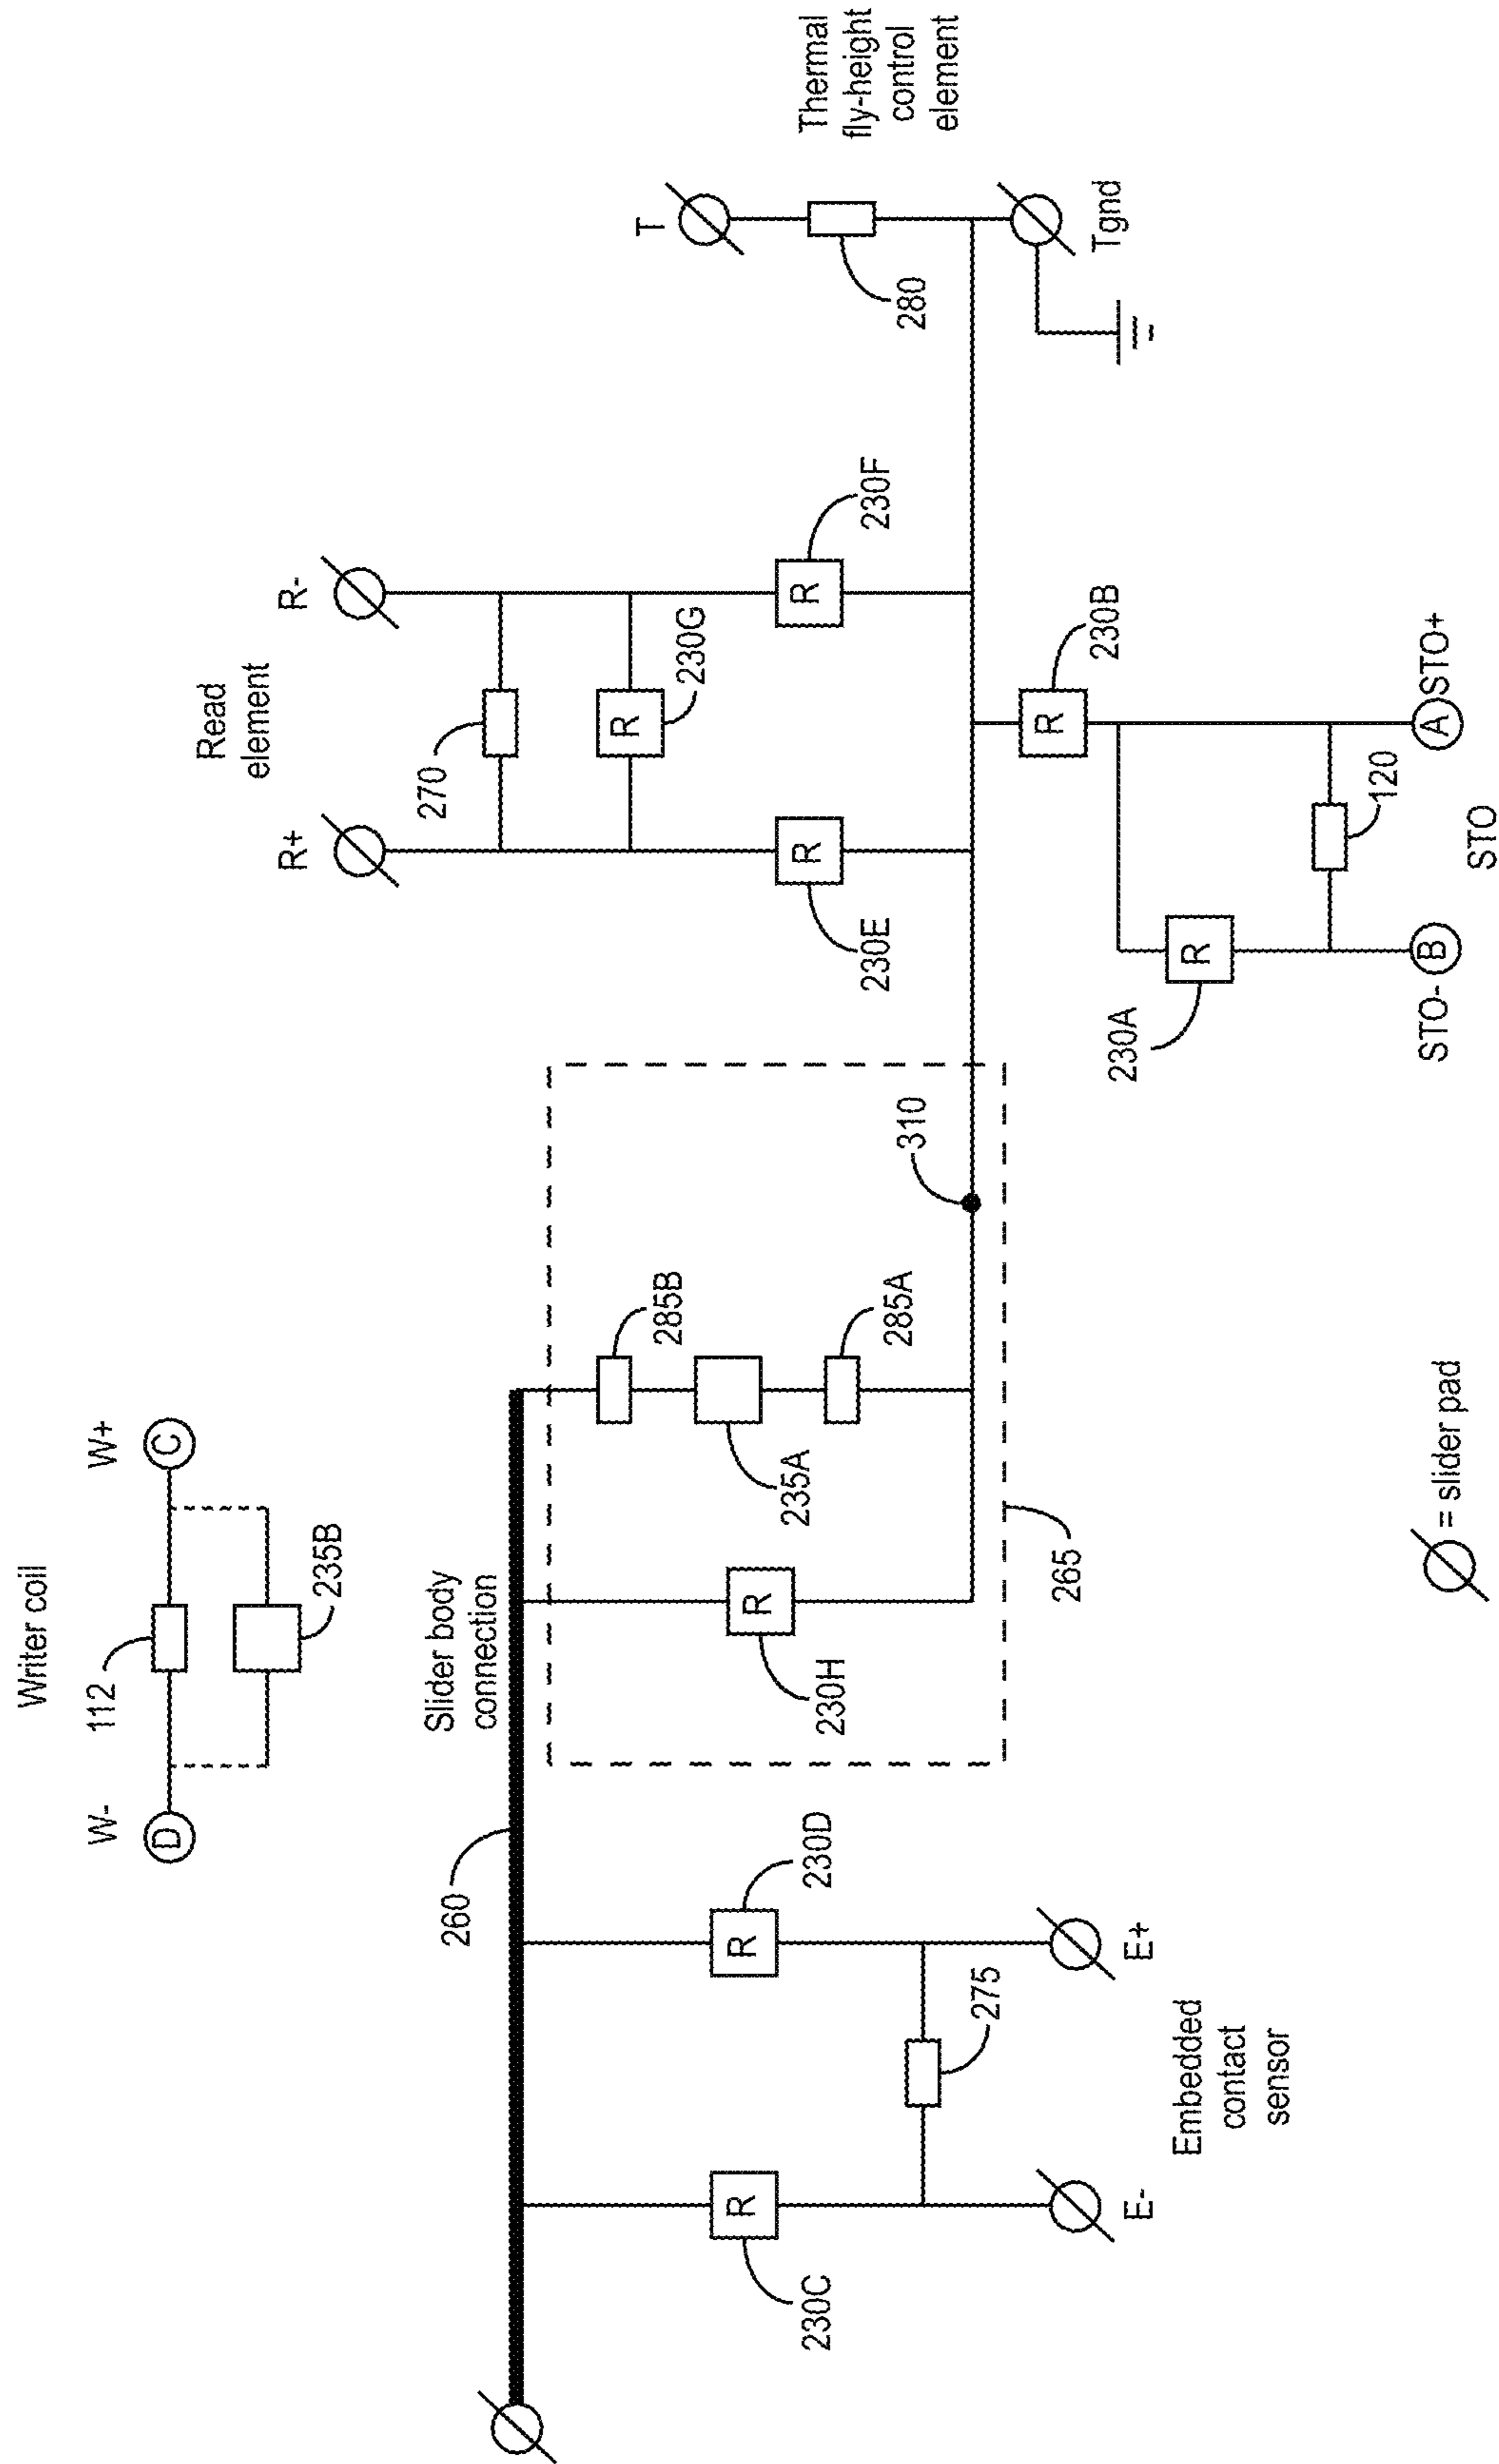 Writer coil
W-
112
W+
D
C
235B
Slider body
connection
260
230C
R
E-
275
Embedded
contact
sensor
230D
R
E+
230H
R
285B
235A
285A
265
310
Read
element
R+
R-
270
R
230G
R
230E
R
230F
R
230B
R
230A
120
STO-
B
A
STO+
STO
T
280
Tgnd
Thermal
fly-height
control
element
= slider pad